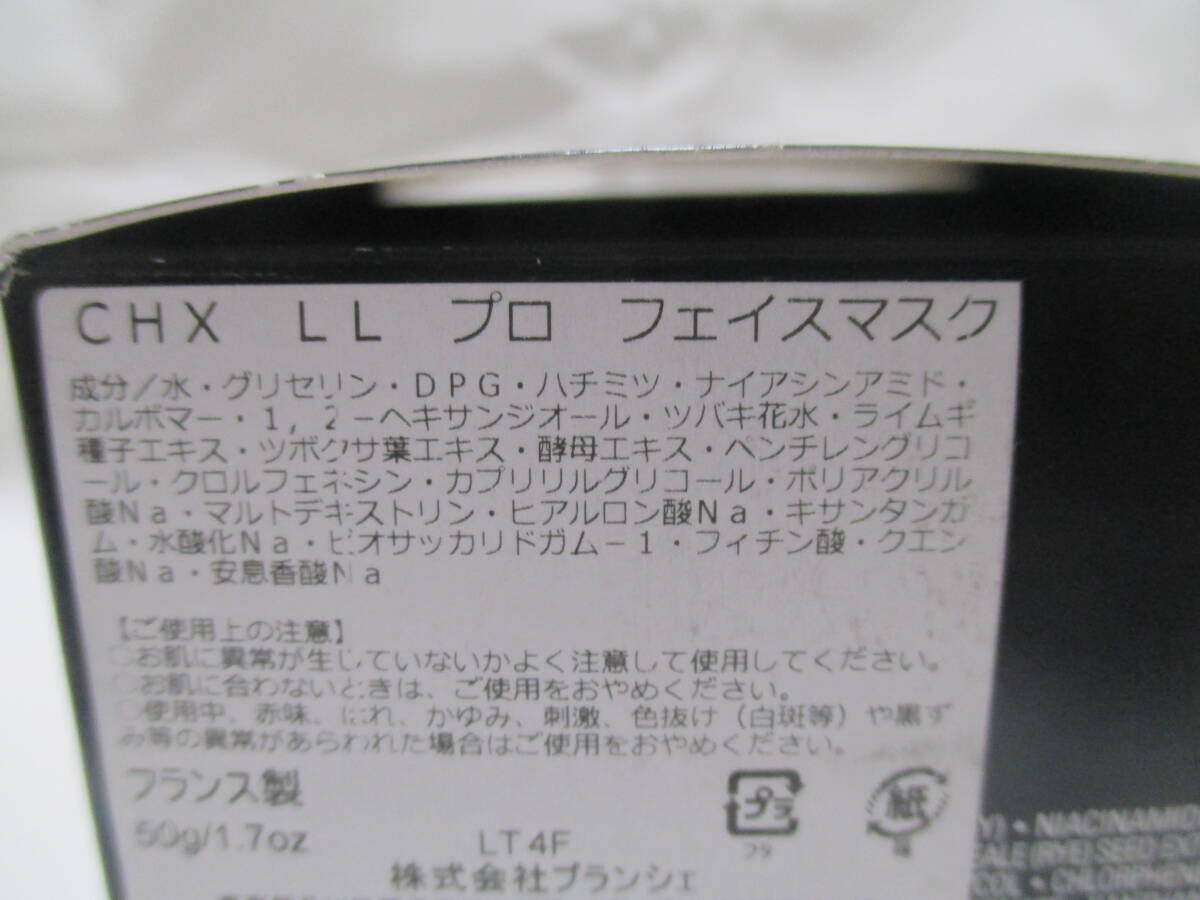 CHX LL プロ フェイスマスク
成分/水・グリセリン・DPG・ハチミツ・ナイアシンアミド・
カルボマー・1,2-ヘキサンジオール・ツバキ花水・ライムギ
種子エキス・ツボクサ葉エキス・酵母エキス・ペンチレングリコ
ール・クロルフェネシン・カプリリルグリコール・ポリアクリル
酸Na・マルトデキストリン・ヒアルロン酸Na・キサンタンガ
ム・水酸化Na・ビオサッカリドガム-1・フィチン酸・クエン
酸Na・安息香酸Na
【ご使用上の注意】
○お肌に異常が生じていないかよく注意して使用してください。
○お肌に合わないときは、ご使用をおやめください。
○使用中、赤味、はれ、かゆみ、刺激、色抜け(白斑等)や黒ず
み等の異常があらわれた場合はご使用をおやめください。
フランス製
50g/1.7oz
LT4F
プラ
紙
株式会社ブランシェ
Y) • NIACINAMID
CALE (RYE) SEED EX
COL • CHLORPHEN